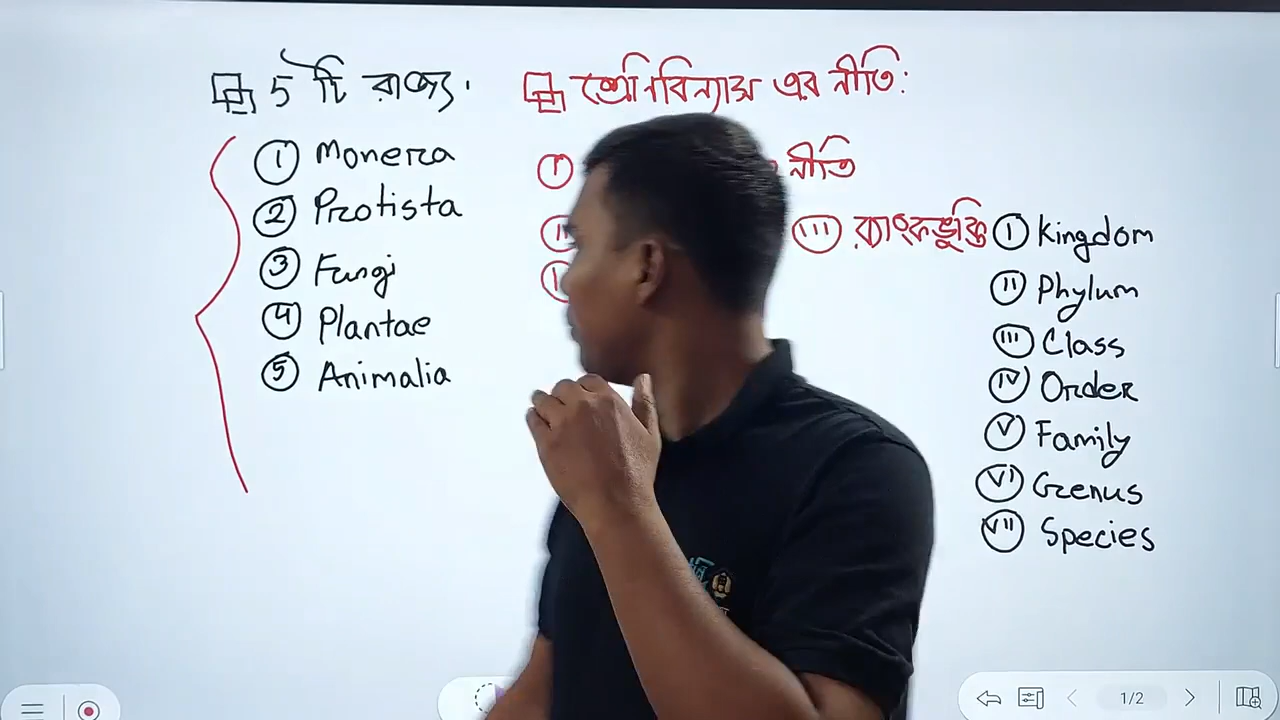 5 টি রাজ্য.
① Monera
② Protista
③ Fungi
④ Plantae
⑤ Animalia
শ্রেণিবিন্যাস এর নীতি:
I
নীতি
II
III র‍্যাংকভুক্তি
I Kingdom
II Phylum
III Class
IV Order
V Family
VI Genus
VII Species
1/2